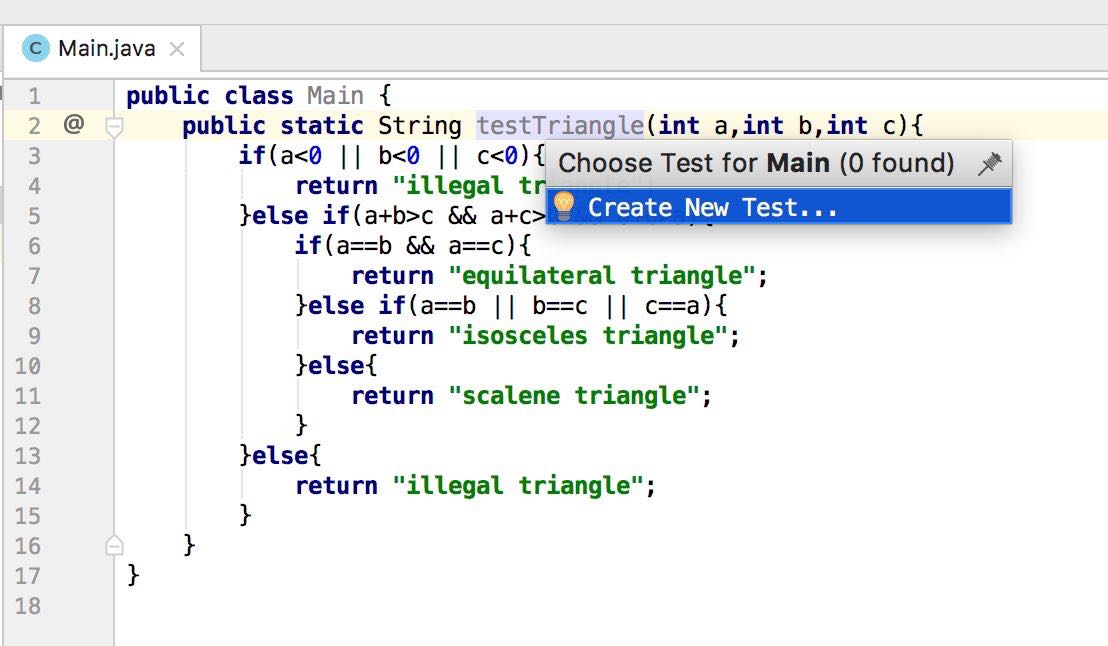 C Main.java
1 public class Main {
2 @ public static String testTriangle(int a,int b,int c){
3 if(a<0 || b<0 || c<0){
Choose Test for Main (0 found)
4 return "illegal tr
Create New Test...
5 }else if(a+b>c && a+c>
6 if(a==b && a==c){
7 return "equilateral triangle";
8 }else if(a==b || b==c || c==a){
9 return "isosceles triangle";
10 }else{
11 return "scalene triangle";
12 }
13 }else{
14 return "illegal triangle";
15 }
16 }
17 }
18